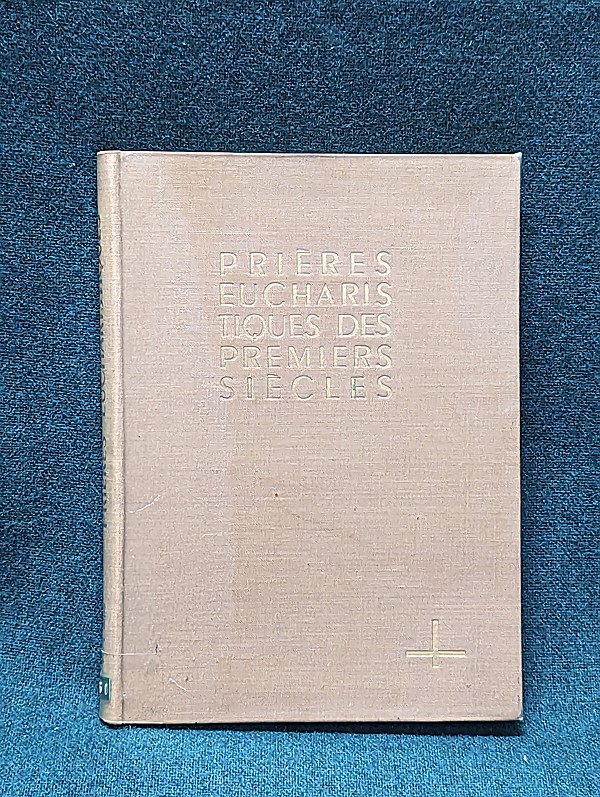 PRIÈRES
EUCHARIS
TIQUES DES
PREMIERS
SIÈCLES